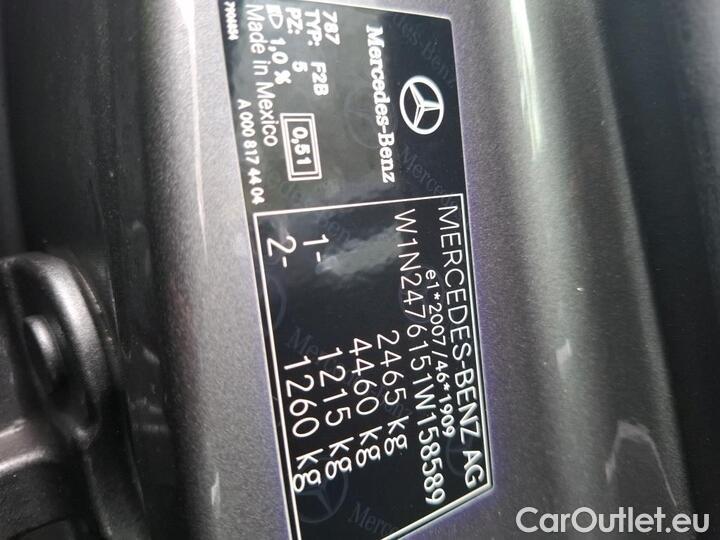 MERCEDES-BENZ AG
e1*2007/46*1909
W1N2476151W158589
2465 kg
4460 kg
1- 1215 kg
2- 1260 kg
Mercedes-Benz
787
TYP: F2B
PZ: 5
1,0 % 0,51
Made in Mexico
A 000 817 44 04
CarOutlet.eu